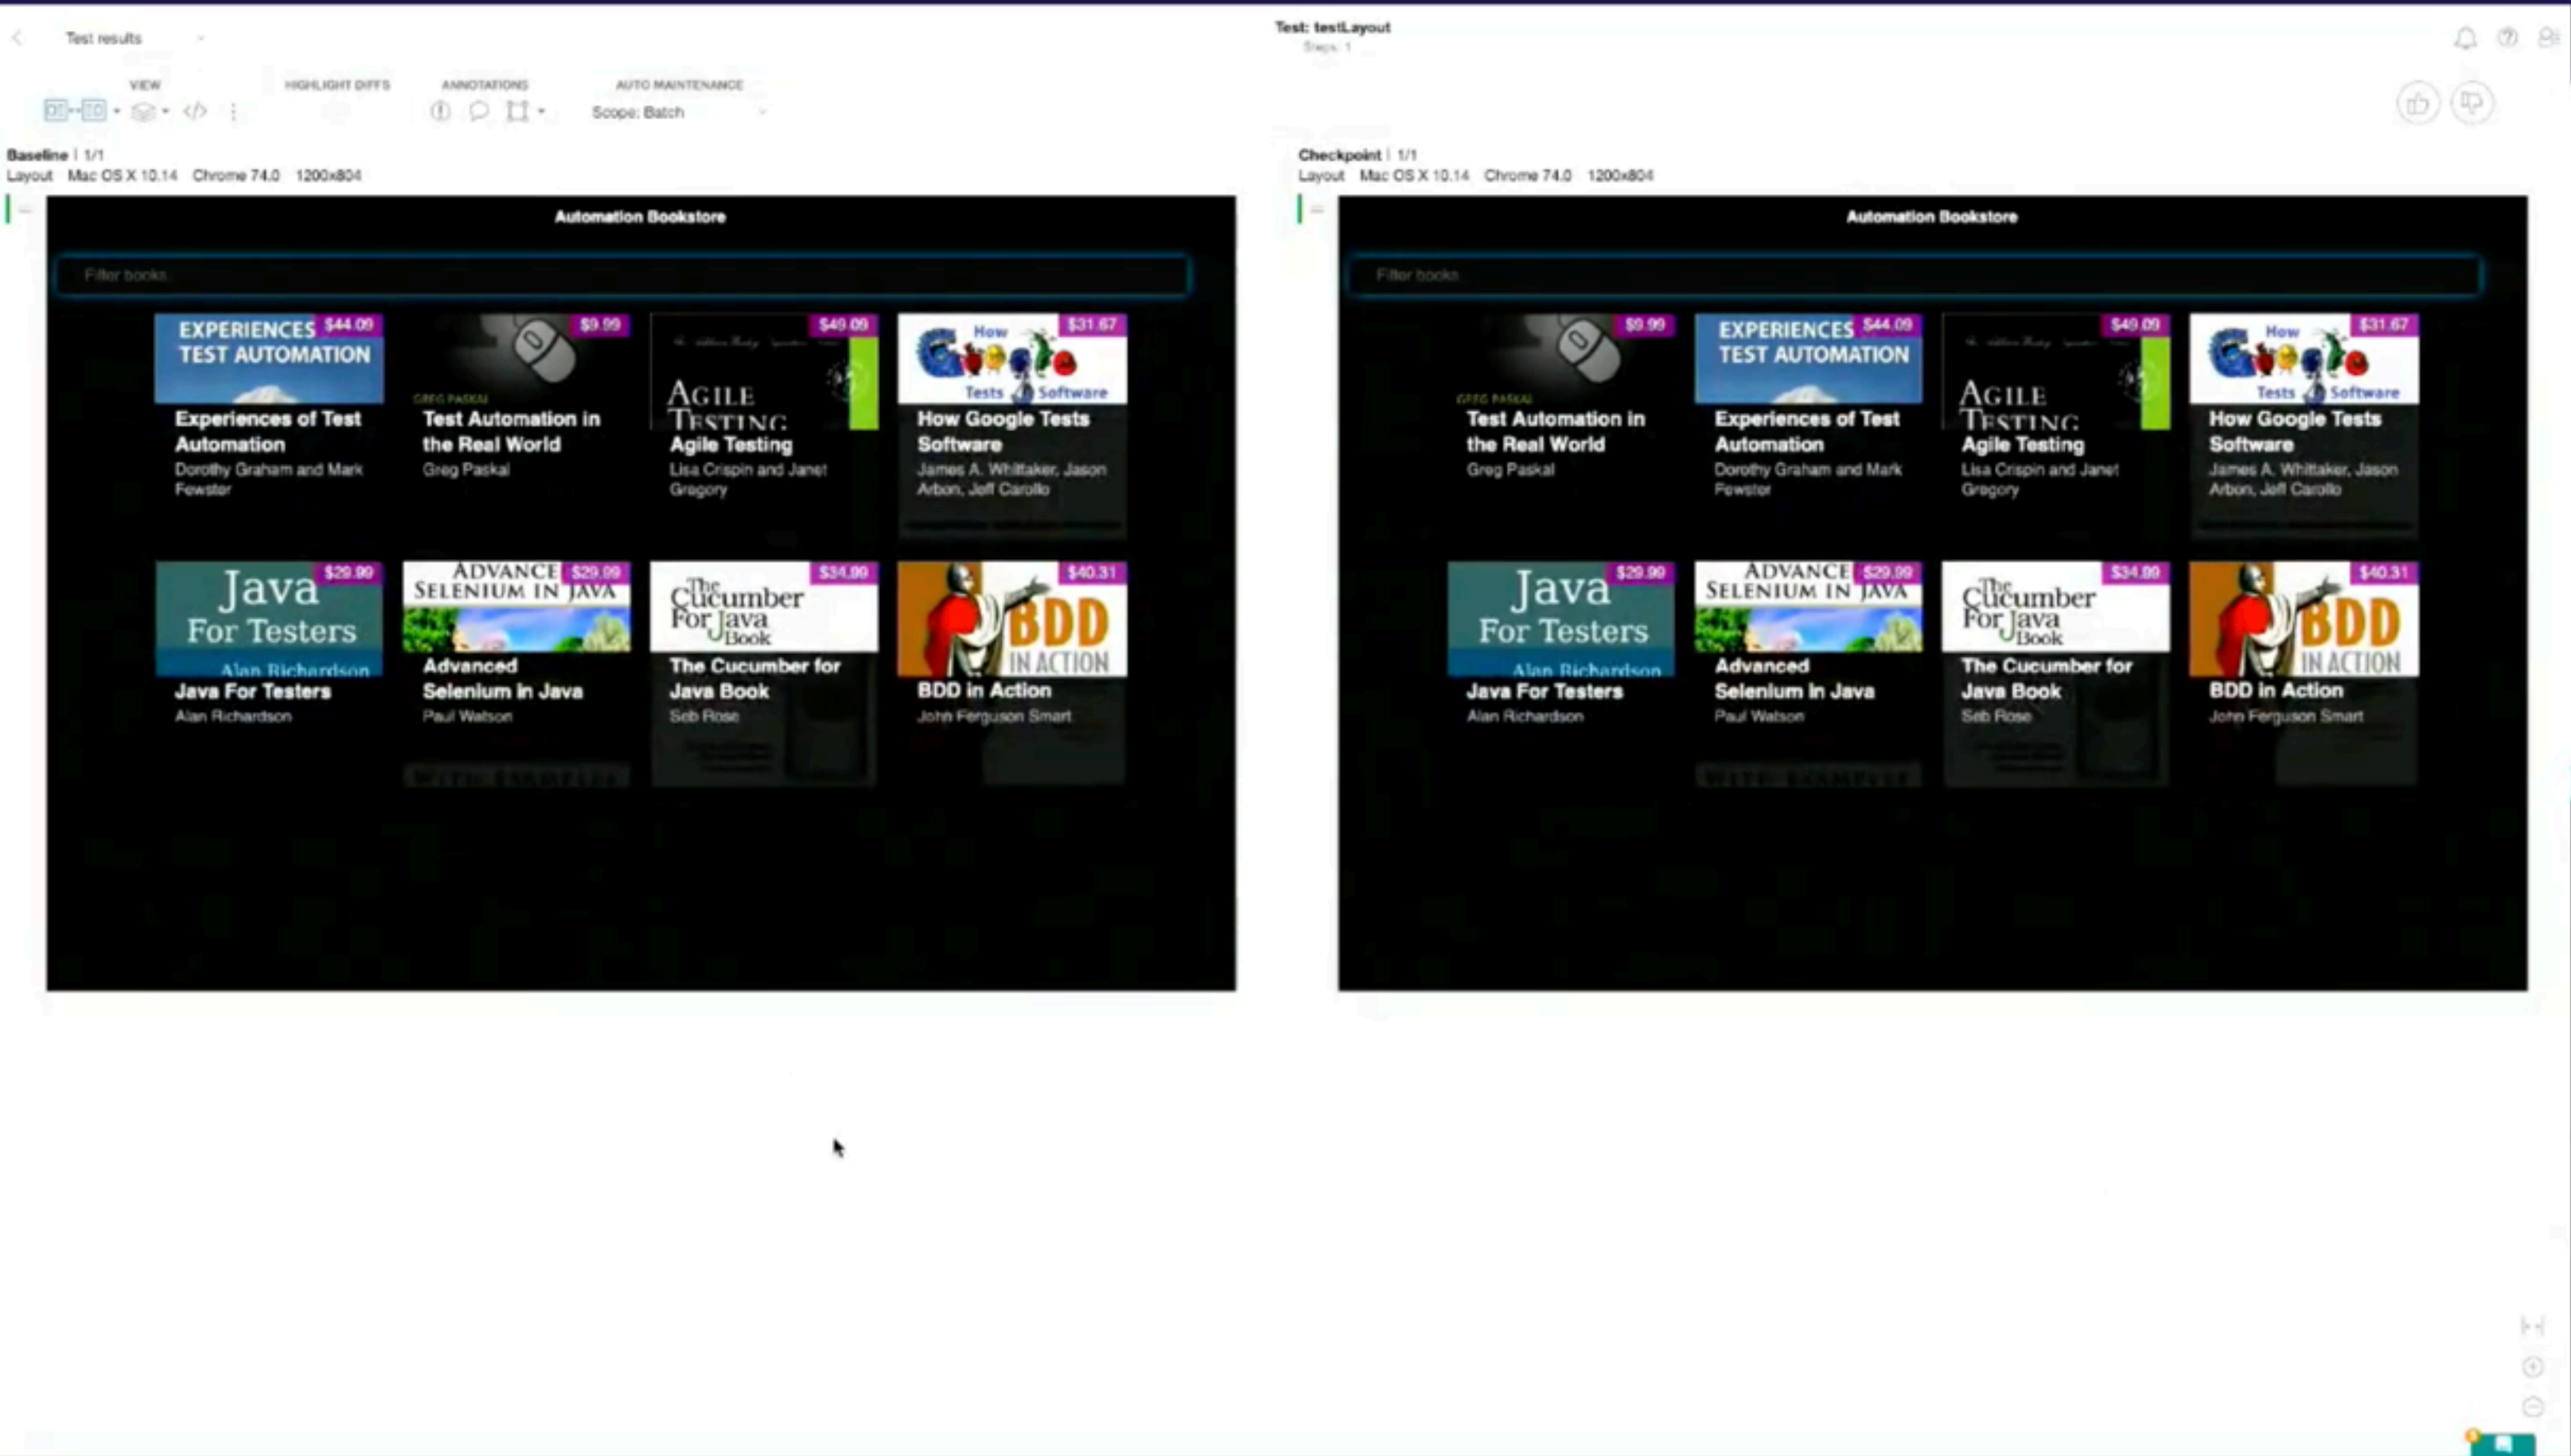 Test results
Test: testLayout
Steps: 1
VIEW HIGHLIGHT DIFFS ANNOTATIONS AUTO MAINTENANCE
Scope: Batch
Baseline | 1/1
Layout Mac OS X 10.14 Chrome 74.0 1200x804
Automation Bookstore
Filter books
EXPERIENCES
TEST AUTOMATION
$44.09
Experiences of Test
Automation
Dorothy Graham and Mark
Fewster
$9.99
GREG PASKAL
Test Automation in
the Real World
Greg Paskal
$49.09
AGILE
TESTING
Agile Testing
Lisa Crispin and Janet
Gregory
$31.67
How
Google
Tests Software
How Google Tests
Software
James A. Whittaker, Jason
Arbon, Jeff Carollo
$29.99
Java
For Testers
Alan Richardson
Java For Testers
Alan Richardson
ADVANCE
$29.99
SELENIUM IN JAVA
Advanced
Selenium in Java
Paul Watson
WITH EXAMPLES
$34.99
The
Cucumber
For Java
Book
The Cucumber for
Java Book
Seb Rose
$40.31
BDD
IN ACTION
BDD in Action
John Ferguson Smart
Checkpoint | 1/1
Layout Mac OS X 10.14 Chrome 74.0 1200x804
Automation Bookstore
Filter books
$9.99
GREG PASKAL
Test Automation in
the Real World
Greg Paskal
EXPERIENCES
TEST AUTOMATION
$44.09
Experiences of Test
Automation
Dorothy Graham and Mark
Fewster
$49.09
AGILE
TESTING
Agile Testing
Lisa Crispin and Janet
Gregory
$31.67
How
Google
Tests Software
How Google Tests
Software
James A. Whittaker, Jason
Arbon, Jeff Carollo
$29.99
Java
For Testers
Alan Richardson
Java For Testers
Alan Richardson
ADVANCE
$29.99
SELENIUM IN JAVA
Advanced
Selenium in Java
Paul Watson
WITH EXAMPLES
$34.99
The
Cucumber
For Java
Book
The Cucumber for
Java Book
Seb Rose
$40.31
BDD
IN ACTION
BDD in Action
John Ferguson Smart